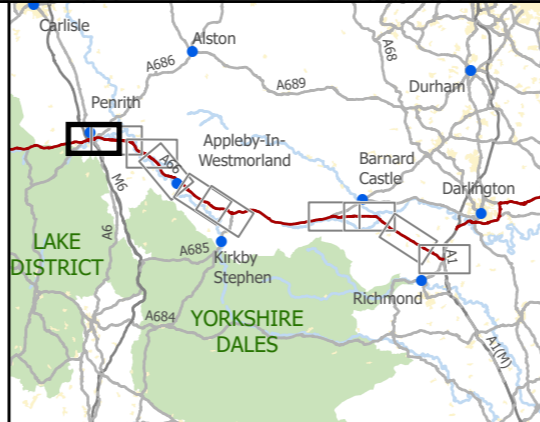 Carlisle
Alston
A686
A68
A689
Durham
Penrith
Appleby-In-
Westmorland
Barnard
Castle
Darlington
A66
M6
LAKE
DISTRICT
A6
A685
Kirkby
Stephen
A1
Richmond
A684
YORKSHIRE
DALES
A1(M)